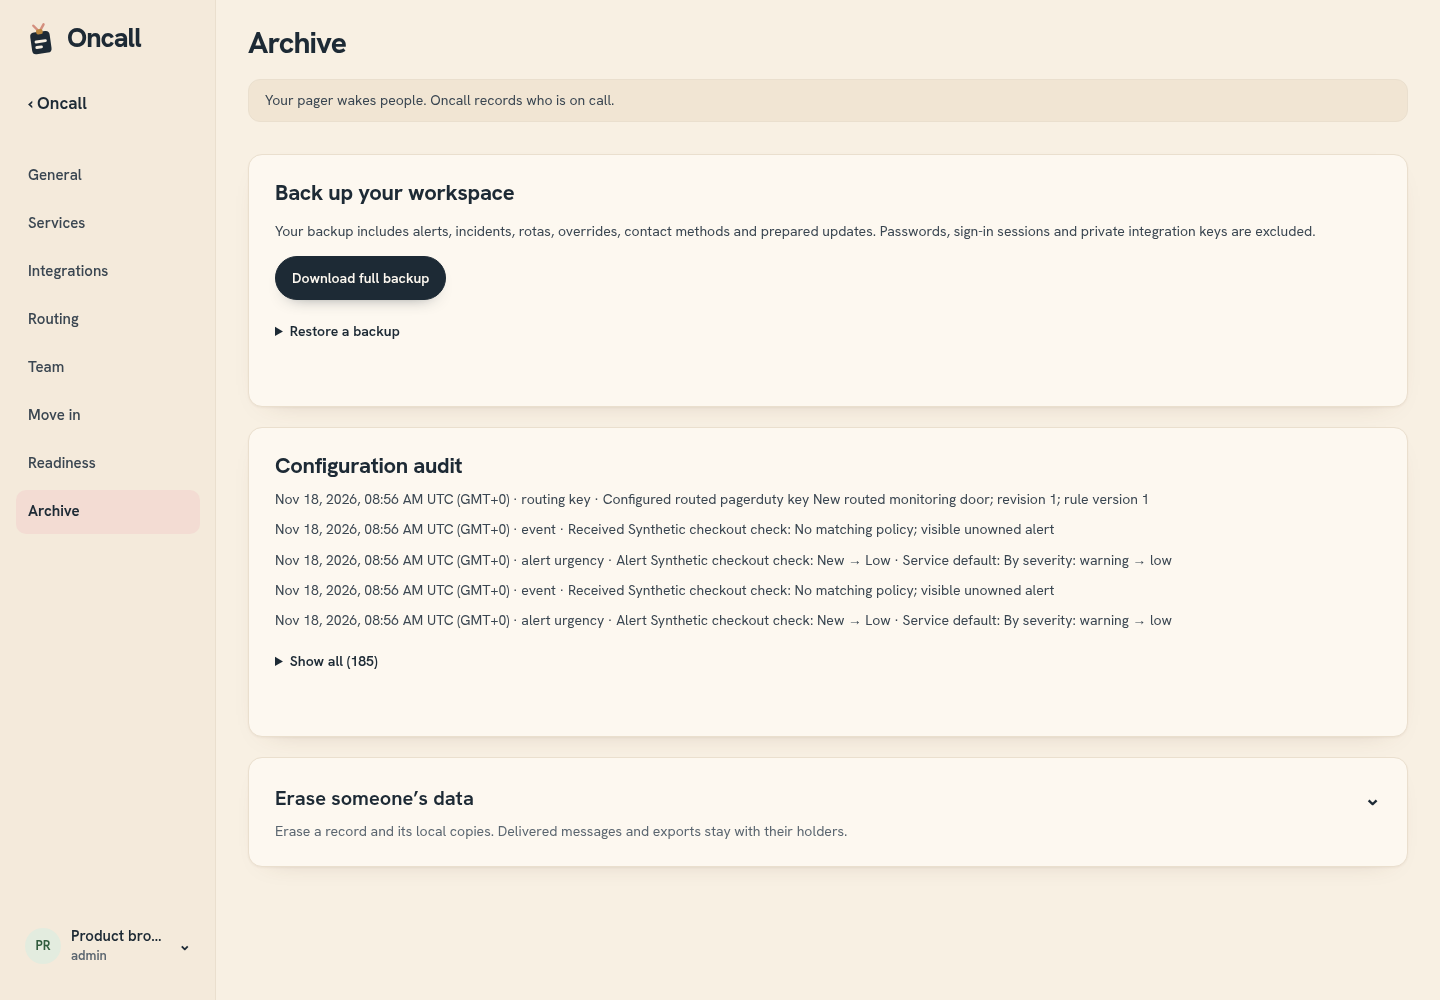 Oncall
‹ Oncall
General
Services
Integrations
Routing
Team
Move in
Readiness
Archive
PR
Product bro…
admin
Archive
Your pager wakes people. Oncall records who is on call.
Back up your workspace
Your backup includes alerts, incidents, rotas, overrides, contact methods and prepared updates. Passwords, sign-in sessions and private integration keys are excluded.
Download full backup
Restore a backup
Configuration audit
Nov 18, 2026, 08:56 AM UTC (GMT+0) · routing key · Configured routed pagerduty key New routed monitoring door; revision 1; rule version 1
Nov 18, 2026, 08:56 AM UTC (GMT+0) · event · Received Synthetic checkout check: No matching policy; visible unowned alert
Nov 18, 2026, 08:56 AM UTC (GMT+0) · alert urgency · Alert Synthetic checkout check: New → Low · Service default: By severity: warning → low
Nov 18, 2026, 08:56 AM UTC (GMT+0) · event · Received Synthetic checkout check: No matching policy; visible unowned alert
Nov 18, 2026, 08:56 AM UTC (GMT+0) · alert urgency · Alert Synthetic checkout check: New → Low · Service default: By severity: warning → low
Show all (185)
Erase someone’s data
Erase a record and its local copies. Delivered messages and exports stay with their holders.